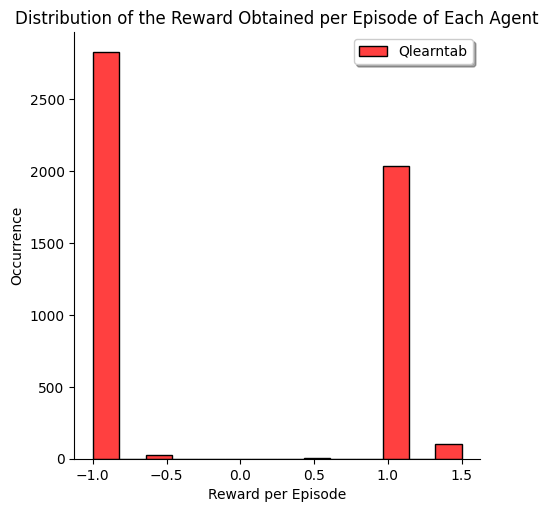 Distribution of the Reward Obtained per Episode of Each Agent
Qlearntab
Occurrence
2500
2000
1500
1000
500
0
−1.0 −0.5 0.0 0.5 1.0 1.5
Reward per Episode